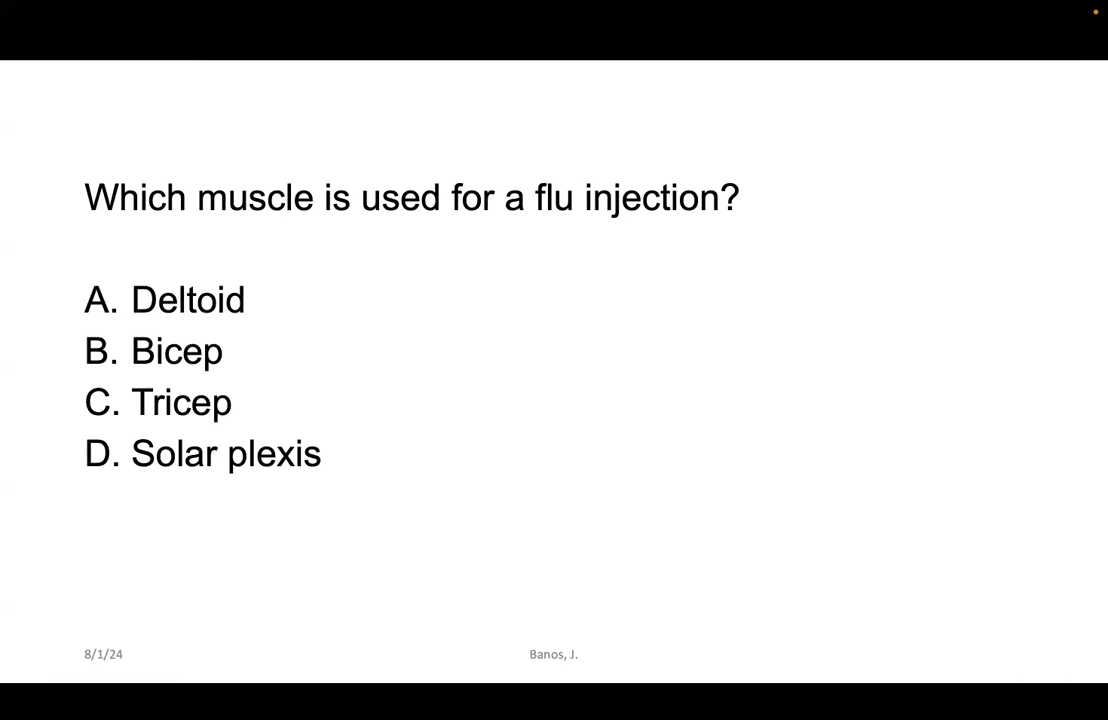 Which muscle is used for a flu injection?
A. Deltoid
B. Bicep
C. Tricep
D. Solar plexis
8/1/24
Banos, J.